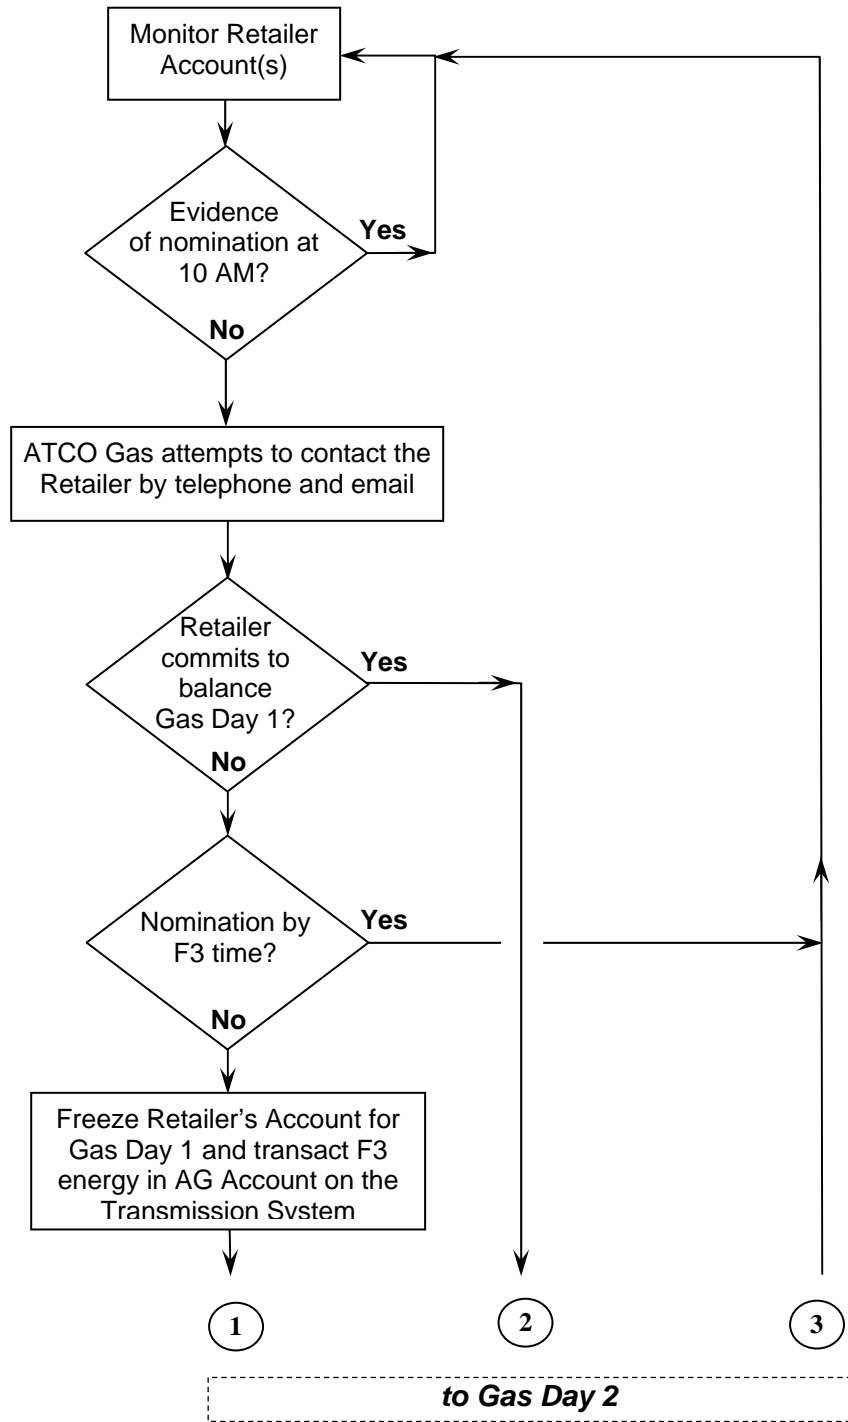 Monitor Retailer
Account(s)
Evidence
of nomination at
10 AM?
Yes
No
ATCO Gas attempts to contact the
Retailer by telephone and email
Retailer
commits to
balance
Gas Day 1?
Yes
No
Nomination by
F3 time?
Yes
No
Freeze Retailer's Account for
Gas Day 1 and transact F3
energy in AG Account on the
Transmission System
1
2
3
to Gas Day 2